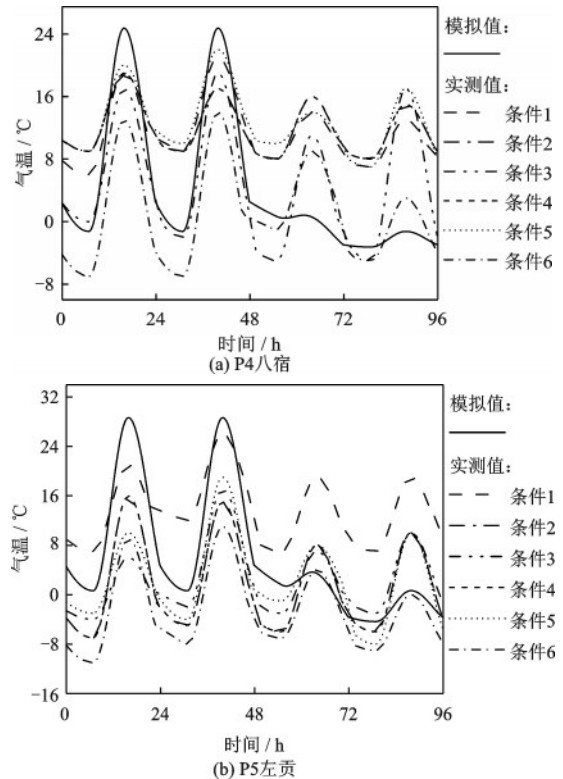 24
16
8
0
−8
气温 / ℃
0 24 48 72 96
时间 / h
(a) P4八宿
模拟值：
实测值：
条件1
条件2
条件3
条件4
条件5
条件6
32
24
16
8
0
−8
−16
气温 / ℃
0 24 48 72 96
时间 / h
(b) P5左贡
模拟值：
实测值：
条件1
条件2
条件3
条件4
条件5
条件6